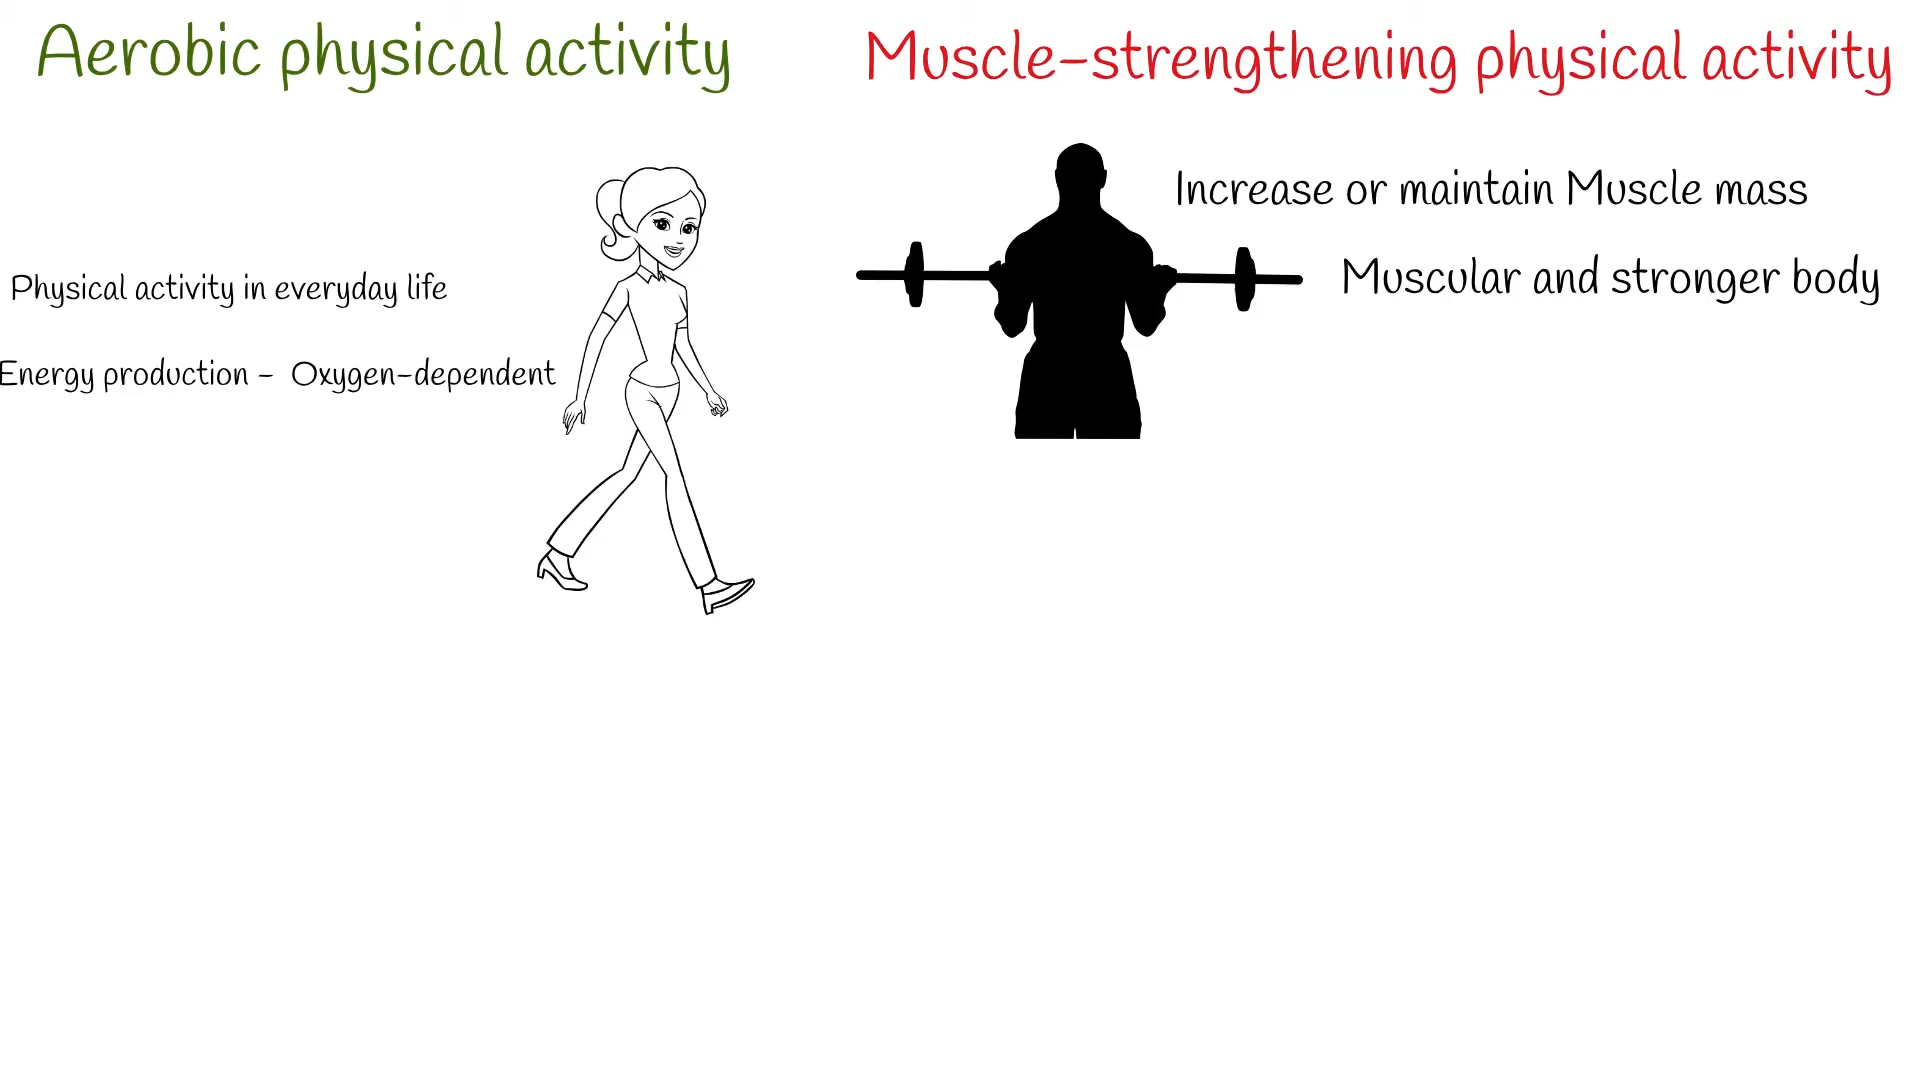 Aerobic physical activity
Physical activity in everyday life
Energy production - Oxygen-dependent
Muscle-strengthening physical activity
Increase or maintain Muscle mass
Muscular and stronger body